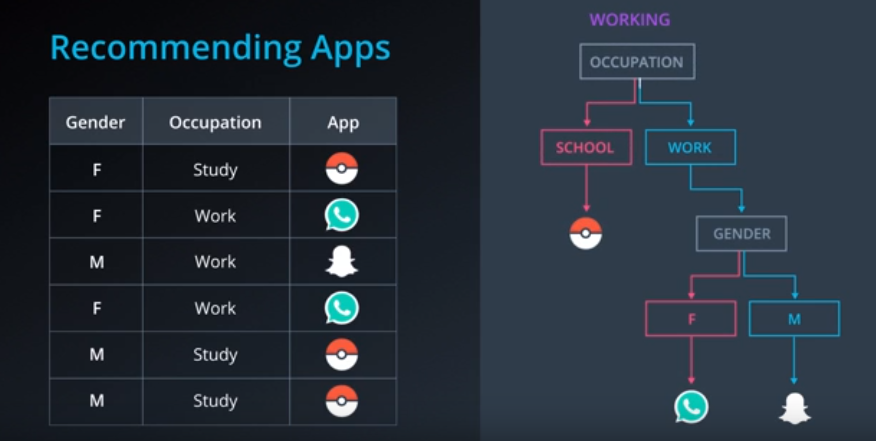 Recommending Apps
Gender Occupation App
F Study
F Work
M Work
F Work
M Study
M Study
WORKING
OCCUPATION
SCHOOL WORK
GENDER
F M